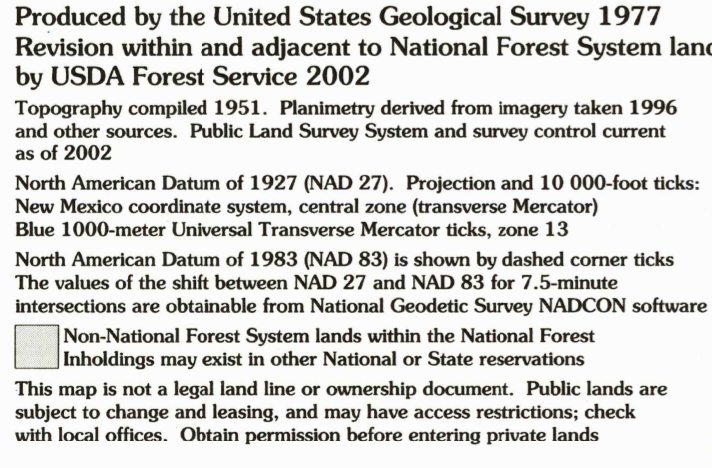 Produced by the United States Geological Survey 1977
Revision within and adjacent to National Forest System
by USDA Forest Service 2002
Topography compiled 1951. Planimetry derived from imagery taken 1996
and other sources. Public Land Survey System and survey control current
as of 2002
North American Datum of 1927 (NAD 27). Projection and 10 000-foot ticks:
New Mexico coordinate system, central zone (transverse Mercator)
Blue 1000-meter Universal Transverse Mercator ticks, zone 13
North American Datum of 1983 (NAD 83) is shown by dashed corner ticks
The values of the shift between NAD 27 and NAD 83 for 7.5-minute
intersections are obtainable from National Geodetic Survey NADCON software
Non-National Forest System lands within the National Forest
Inholdings may exist in other National or State reservations
This map is not a legal land line or ownership document. Public lands are
subject to change and leasing, and may have access restrictions; check
with local offices. Obtain permission before entering private lands